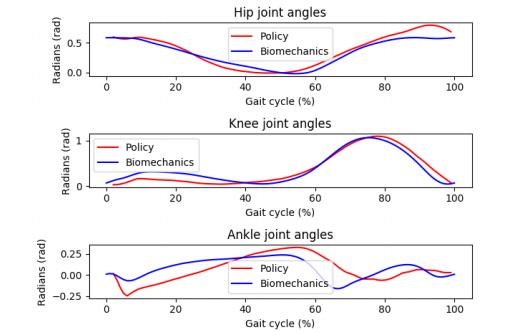 Hip joint angles
Radians (rad)
0.5
0.0
Policy
Biomechanics
0 20 40 60 80 100
Gait cycle (%)
Knee joint angles
Radians (rad)
1
0
Policy
Biomechanics
0 20 40 60 80 100
Gait cycle (%)
Ankle joint angles
Radians (rad)
0.25
0.00
−0.25
Policy
Biomechanics
0 20 40 60 80 100
Gait cycle (%)